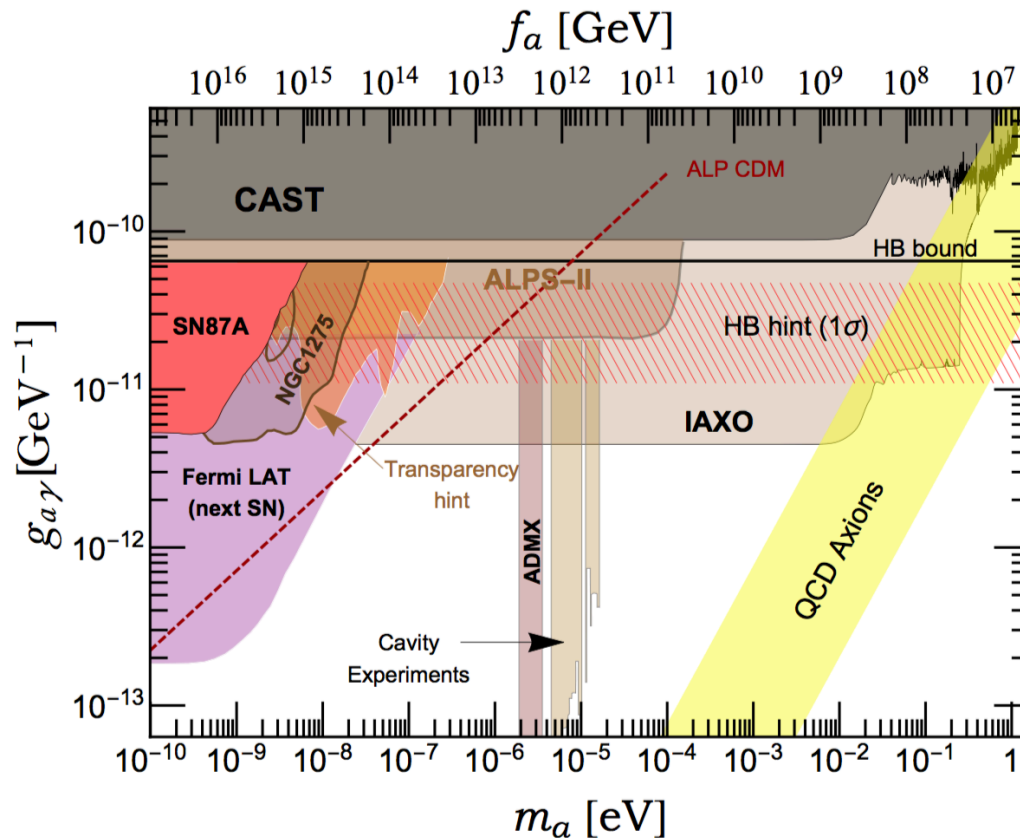 f_a [GeV]
10^16 10^15 10^14 10^13 10^12 10^11 10^10 10^9 10^8 10^7
ALP CDM
CAST
10^-10
HB bound
ALPS-II
SN87A
HB hint (1σ)
NGC1275
10^-11
IAXO
g_aγ [GeV^-1]
Fermi LAT
(next SN)
Transparency
hint
10^-12
ADMX
QCD Axions
Cavity
Experiments
10^-13
10^-10 10^-9 10^-8 10^-7 10^-6 10^-5 10^-4 10^-3 10^-2 10^-1 1
m_a [eV]